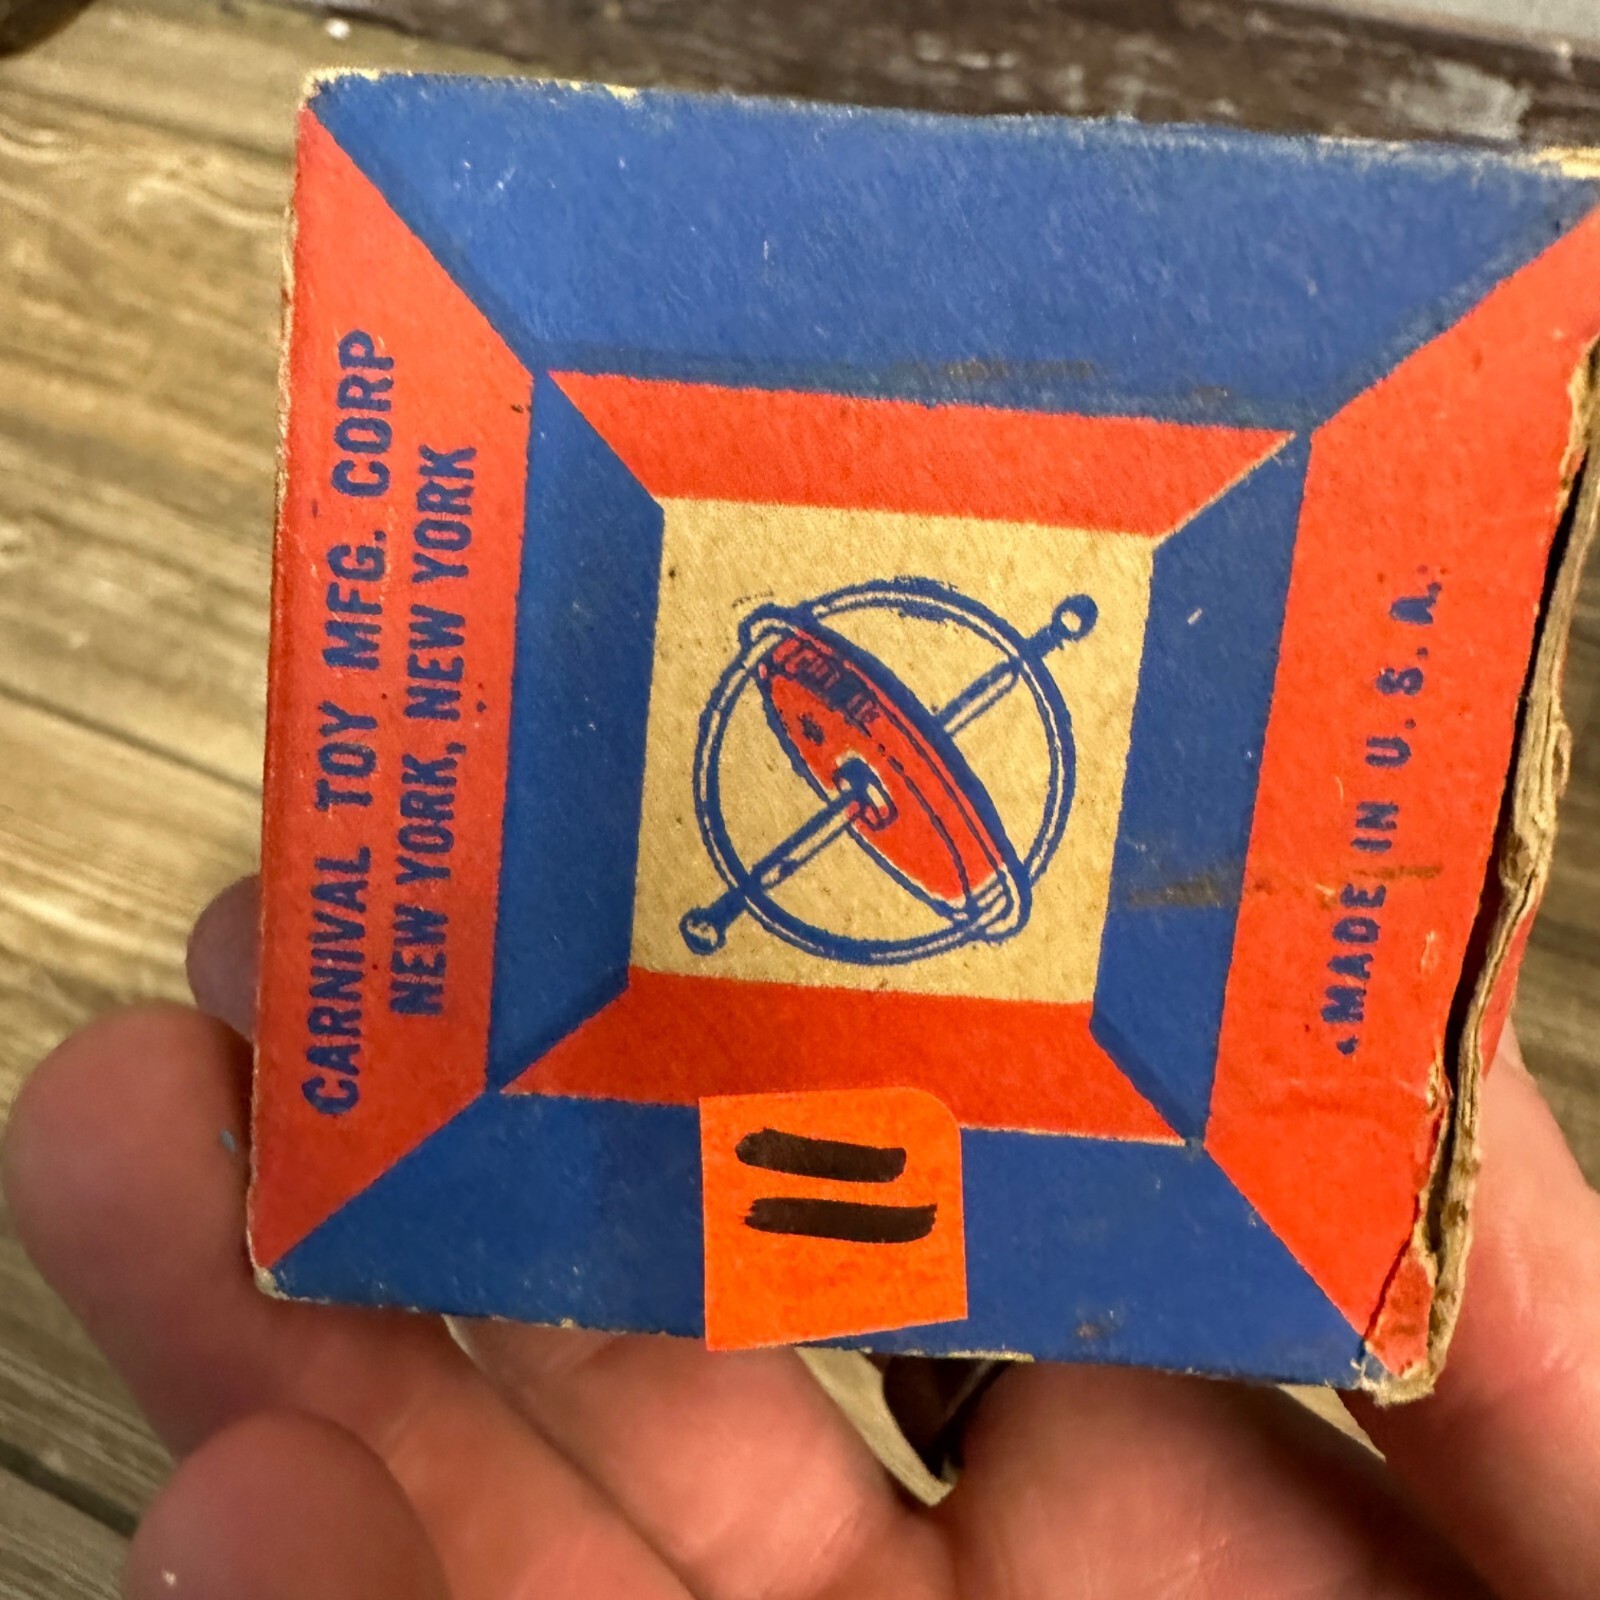 CARNIVAL TOY MFG. CORP
NEW YORK, NEW YORK
MADE IN U.S.A.
11